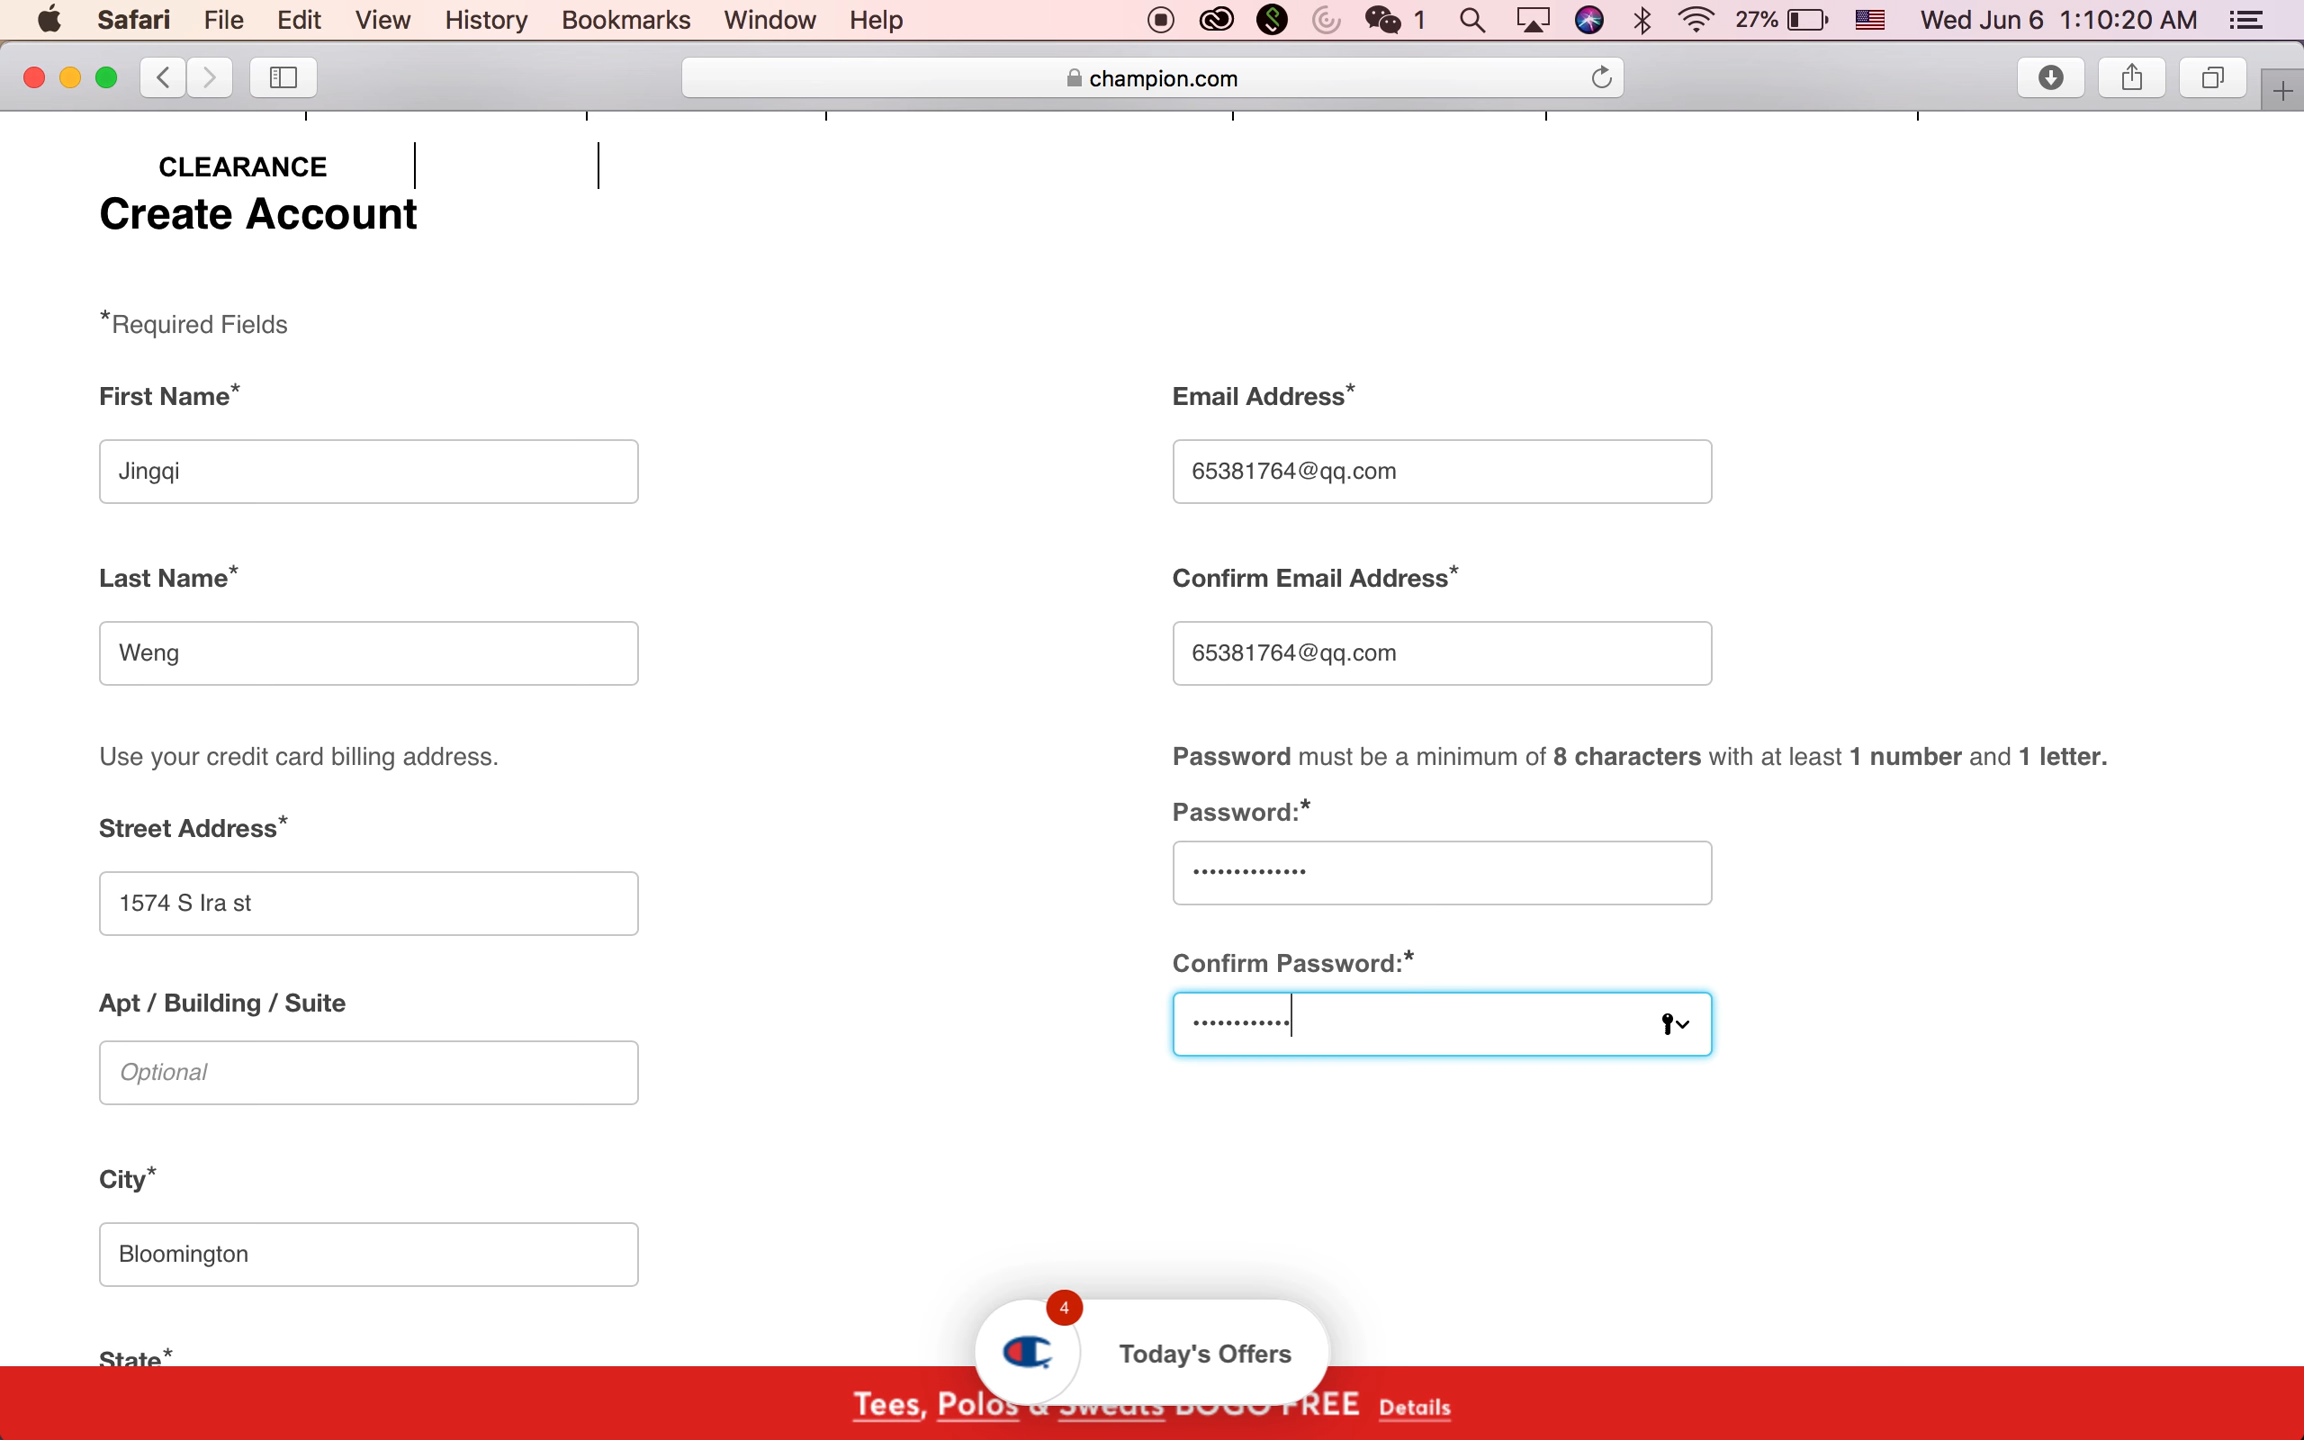 Safari File Edit View History Bookmarks Window Help 1 27% Wed Jun 6 1:10:20 AM
champion.com
CLEARANCE
Create Account
*Required Fields
First Name*
Jingqi
Last Name*
Weng
Use your credit card billing address.
Street Address*
1574 S Ira st
Apt / Building / Suite
Optional
City*
Bloomington
State*
Email Address*
65381764@qq.com
Confirm Email Address*
65381764@qq.com
Password must be a minimum of 8 characters with at least 1 number and 1 letter.
Password:*
••••••••••••••
Confirm Password:*
••••••••••••
4
Today's Offers
Tees, Polos & Sweats BOGO FREE Details